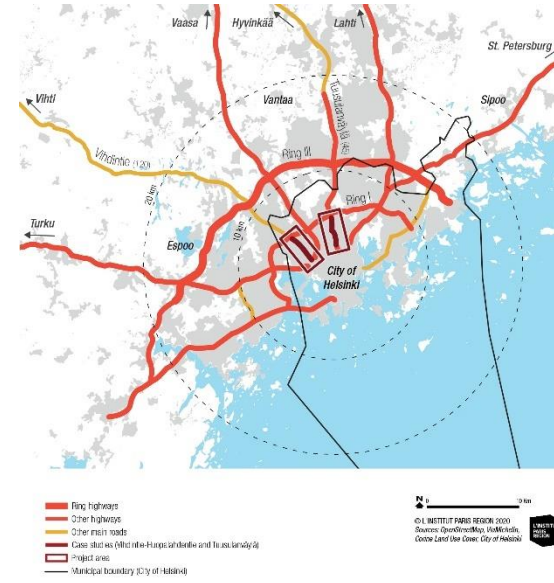 Vaasa
Hyvinkää
Lahti
St. Petersburg
Vihti
Vantaa
Sipoo
Tuusulanväylä (45)
Vihdintie (120)
Ring III
20 km
Ring I
10 km
Turku
Espoo
City of
Helsinki
Ring highways
Other highways
Other main roads
Case studies (Vihdintie-Huopalahdentie and Tuusulanväylä)
Project area
Municipal boundary (City of Helsinki)
N
0 10 Km
© L'INSTITUT PARIS REGION 2020
Sources: OpenStreetMap, ViaMichelin,
Corine Land Use Cover, City of Helsinki
L'INSTITUT
PARIS
REGION